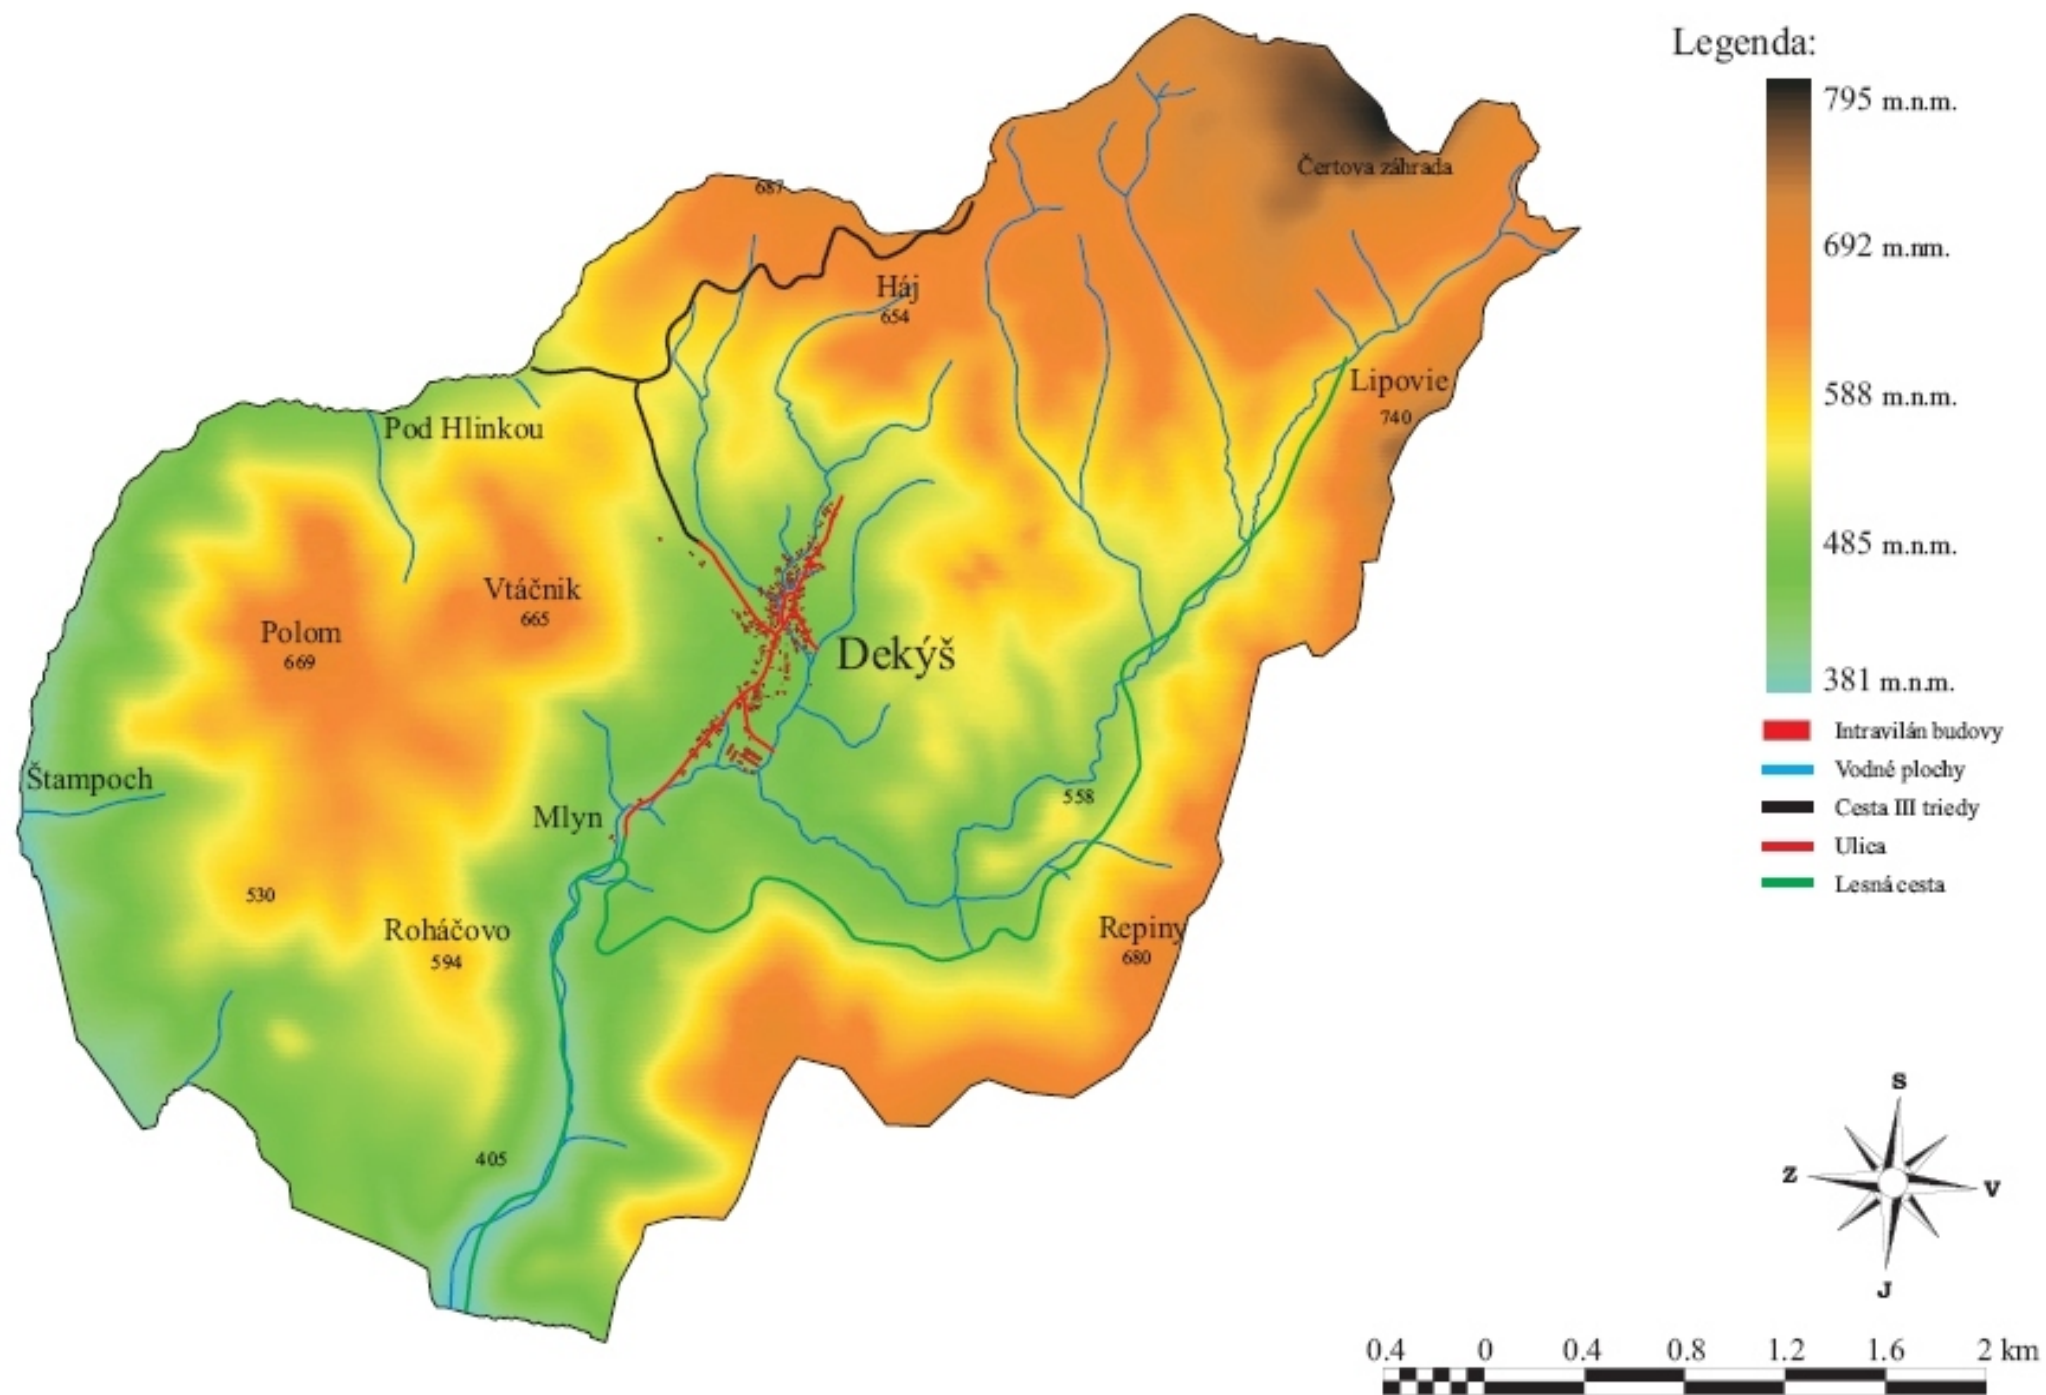 Legenda:
795 m.n.m.
692 m.nm.
588 m.n.m.
485 m.n.m.
381 m.n.m.
Intravilán budovy
Vodné plochy
Cesta III triedy
Ulica
Lesná cesta
Čertova záhrada
687
Háj
654
Lipovie
740
Pod Hlinkou
Vtáčnik
665
Polom
669
Dekýš
Štampoch
Mlyn
558
530
Roháčovo
594
Repiny
680
405
S
Z
V
J
0.4 0 0.4 0.8 1.2 1.6 2 km